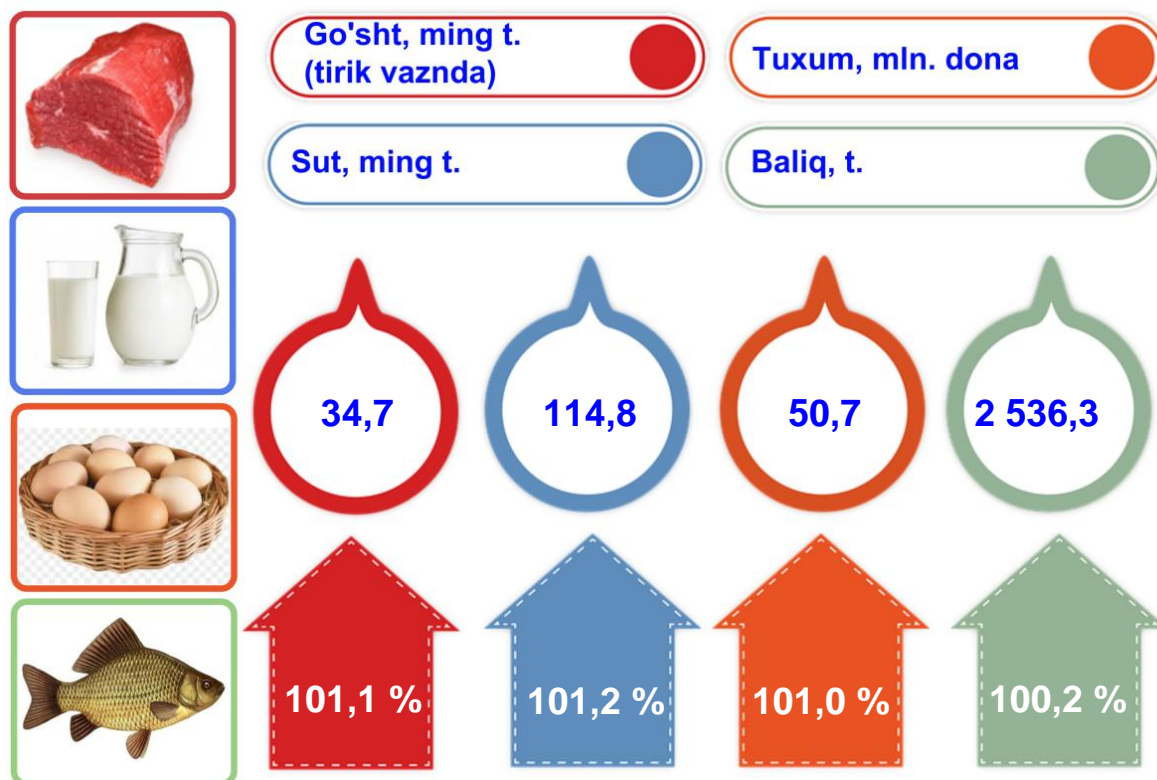 Go'sht, ming t.
(tirik vaznda)
Tuxum, mln. dona
Sut, ming t.
Baliq, t.
34,7
114,8
50,7
2 536,3
101,1 %
101,2 %
101,0 %
100,2 %